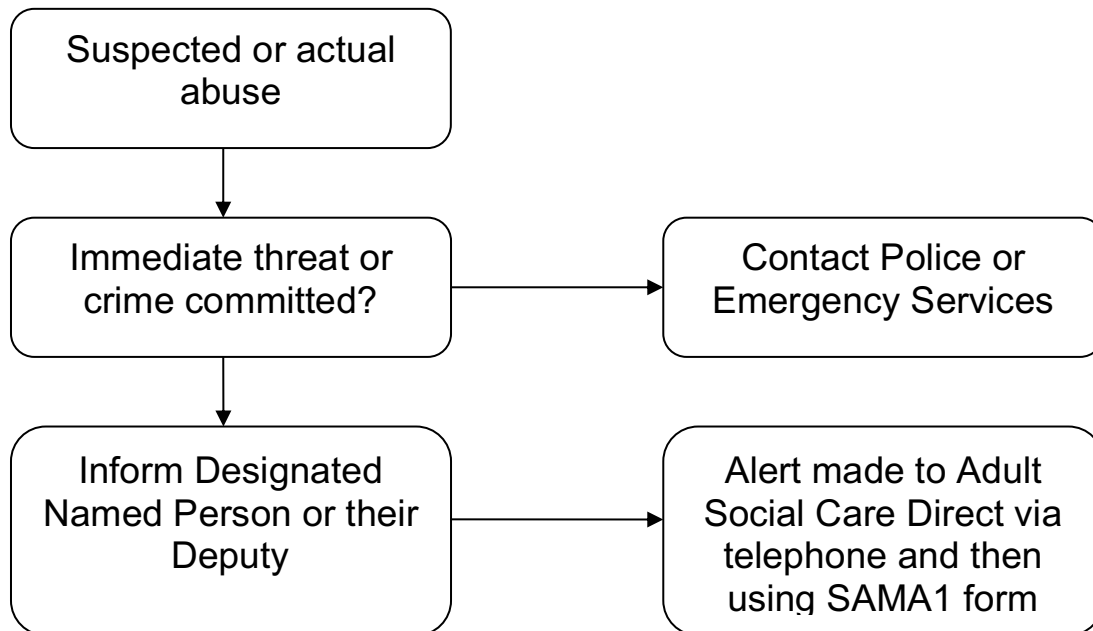 Suspected or actual
abuse
Immediate threat or
crime committed?
Contact Police or
Emergency Services
Inform Designated
Named Person or their
Deputy
Alert made to Adult
Social Care Direct via
telephone and then
using SAMA1 form